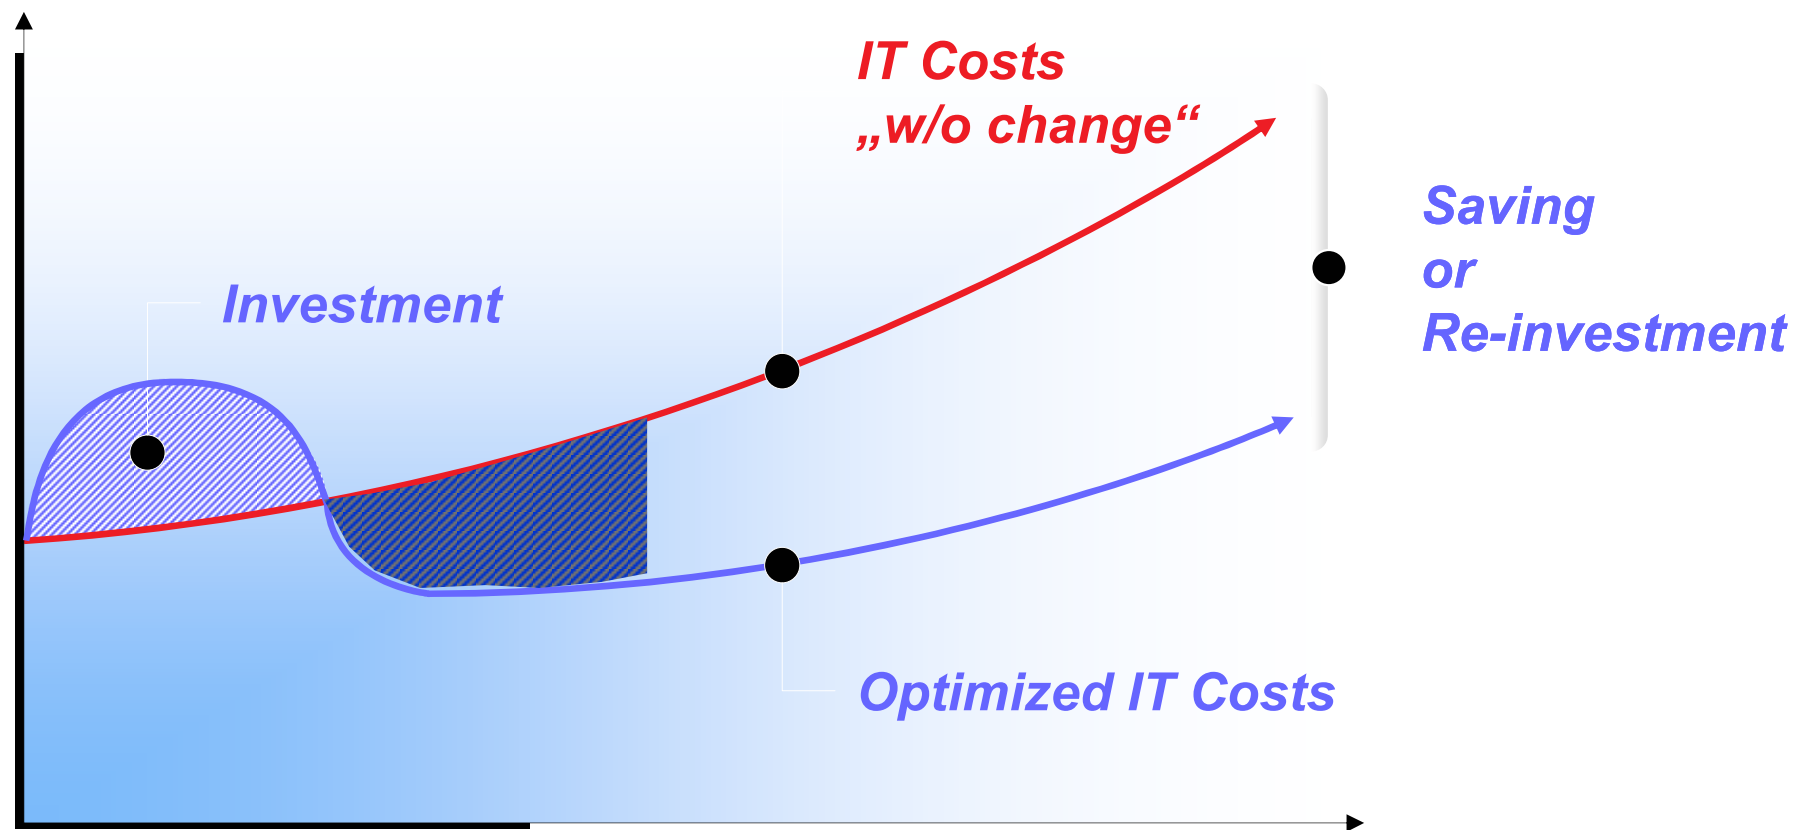 IT Costs
„w/o change“
Investment
Saving
or
Re-investment
Optimized IT Costs